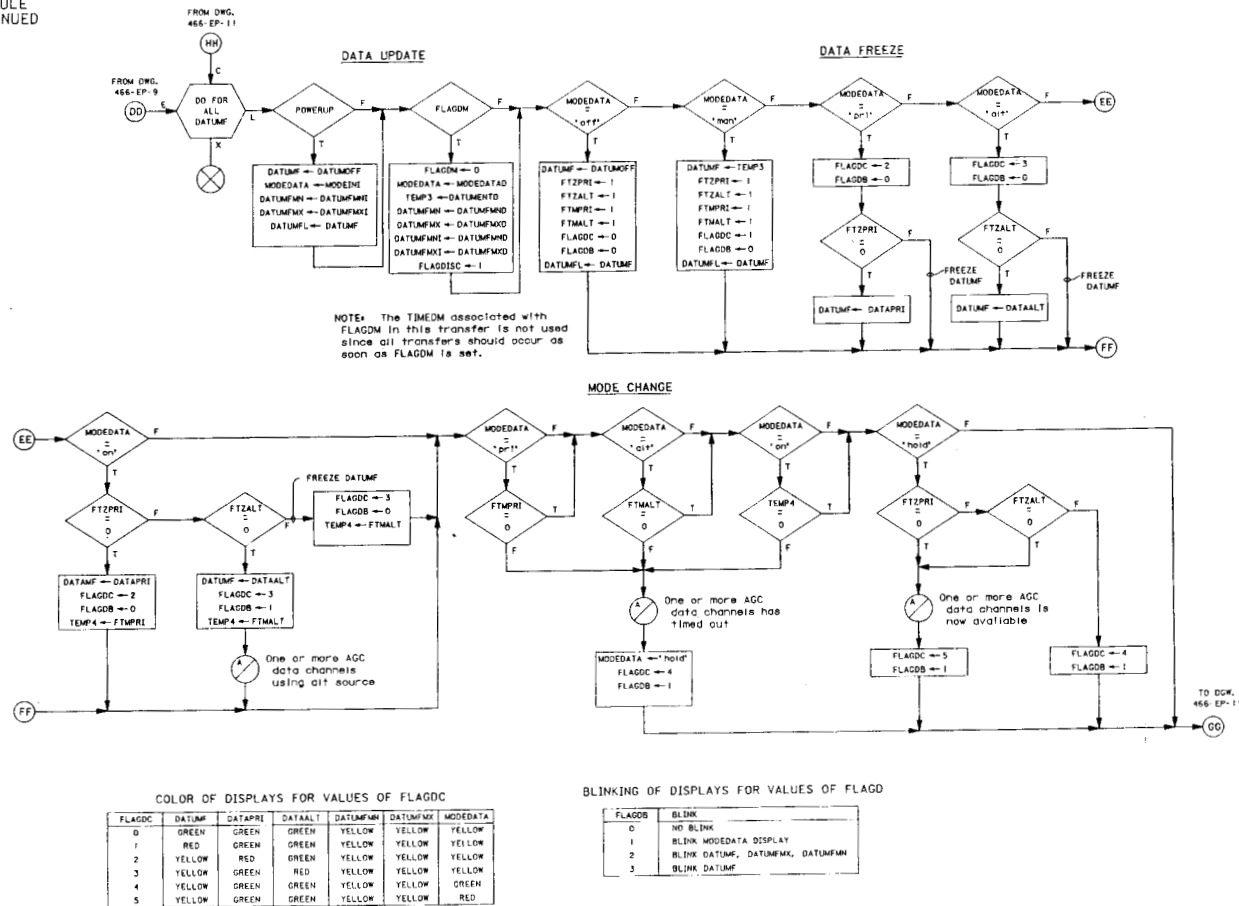 ULE
NUED
FROM DWG.
466-EP-11
HH
C
FROM DWG.
466-EP-9
DD
E
DO FOR
ALL
DATUMF
L
X
DATA UPDATE
POWERUP
F
T
DATUMF ← DATUMOFF
MODEDATA ← MODEINI
DATUMFMN ← DATUMFMNI
DATUMFMX ← DATUMFMXI
DATUMFL ← DATUMF
FLAGDM
F
T
FLAGDM ← 0
MODEDATA ← MODEDATAD
TEMP3 ← DATUMENTD
DATUMFMN ← DATUMFMND
DATUMFMX ← DATUMFMXD
DATUMFMNI ← DATUMFMND
DATUMFMXI ← DATUMFMXD
FLAGDISC ← 1
NOTE: The TIMEDM associated with
FLAGDM in this transfer is not used
since all transfers should occur as
soon as FLAGDM is set.
MODEDATA
=
'off'
F
T
DATUMF ← DATUMOFF
FTZPRI ← 1
FTZALT ← 1
FTMPRI ← 1
FTMALT ← 1
FLAGDC ← 0
FLAGDB ← 0
DATUMFL ← DATUMF
MODEDATA
=
'man'
F
T
DATUMF ← TEMP3
FTZPRI ← 1
FTZALT ← 1
FTMPRI ← 1
FTMALT ← 1
FLAGDC ← 1
FLAGDB ← 0
DATUMFL ← DATUMF
DATA FREEZE
MODEDATA
=
'pri'
F
T
FLAGDC ← 2
FLAGDB ← 0
FTZPRI
=
0
F
T
FREEZE
DATUMF
DATUMF ← DATAPRI
MODEDATA
=
'alt'
F
T
FLAGDC ← 3
FLAGDB ← 0
FTZALT
=
0
F
T
FREEZE
DATUMF
DATUMF ← DATAALT
EE
FF
MODE CHANGE
EE
MODEDATA
=
'on'
F
T
FTZPRI
=
0
F
T
DATAMF ← DATAPRI
FLAGDC ← 2
FLAGDB ← 0
TEMP4 ← FTMPRI
FTZALT
=
0
F
T
FREEZE DATUMF
FLAGDC ← 3
FLAGDB ← 0
TEMP4 ← FTMALT
DATUMF ← DATAALT
FLAGDC ← 3
FLAGDB ← 1
TEMP4 ← FTMALT
A
One or more AGC
data channels
using alt source
FF
MODEDATA
=
'pri'
F
T
FTMPRI
=
0
T
F
MODEDATA
=
'alt'
F
T
FTMALT
=
0
T
F
MODEDATA
=
'on'
F
T
TEMP4
=
0
T
F
A
One or more AGC
data channels has
timed out
MODEDATA ← 'hold'
FLAGDC ← 4
FLAGDB ← 1
MODEDATA
=
'hold'
F
T
FTZPRI
=
0
F
T
FTZALT
=
0
F
T
A
One or more AGC
data channels is
now available
FLAGDC ← 5
FLAGDB ← 1
FLAGDC ← 4
FLAGDB ← 1
TO DGW.
466-EP-1
GG
COLOR OF DISPLAYS FOR VALUES OF FLAGDC
FLAGDC DATUMF DATAPRI DATAALT DATUMFMN DATUMFMX MODEDATA
0 GREEN GREEN GREEN YELLOW YELLOW YELLOW
1 RED GREEN GREEN YELLOW YELLOW YELLOW
2 YELLOW RED GREEN YELLOW YELLOW YELLOW
3 YELLOW GREEN RED YELLOW YELLOW YELLOW
4 YELLOW GREEN GREEN YELLOW YELLOW GREEN
5 YELLOW GREEN GREEN YELLOW YELLOW RED
BLINKING OF DISPLAYS FOR VALUES OF FLAGD
FLAGDB BLINK
0 NO BLINK
1 BLINK MODEDATA DISPLAY
2 BLINK DATUMF, DATUMFMX, DATUMFMN
3 BLINK DATUMF